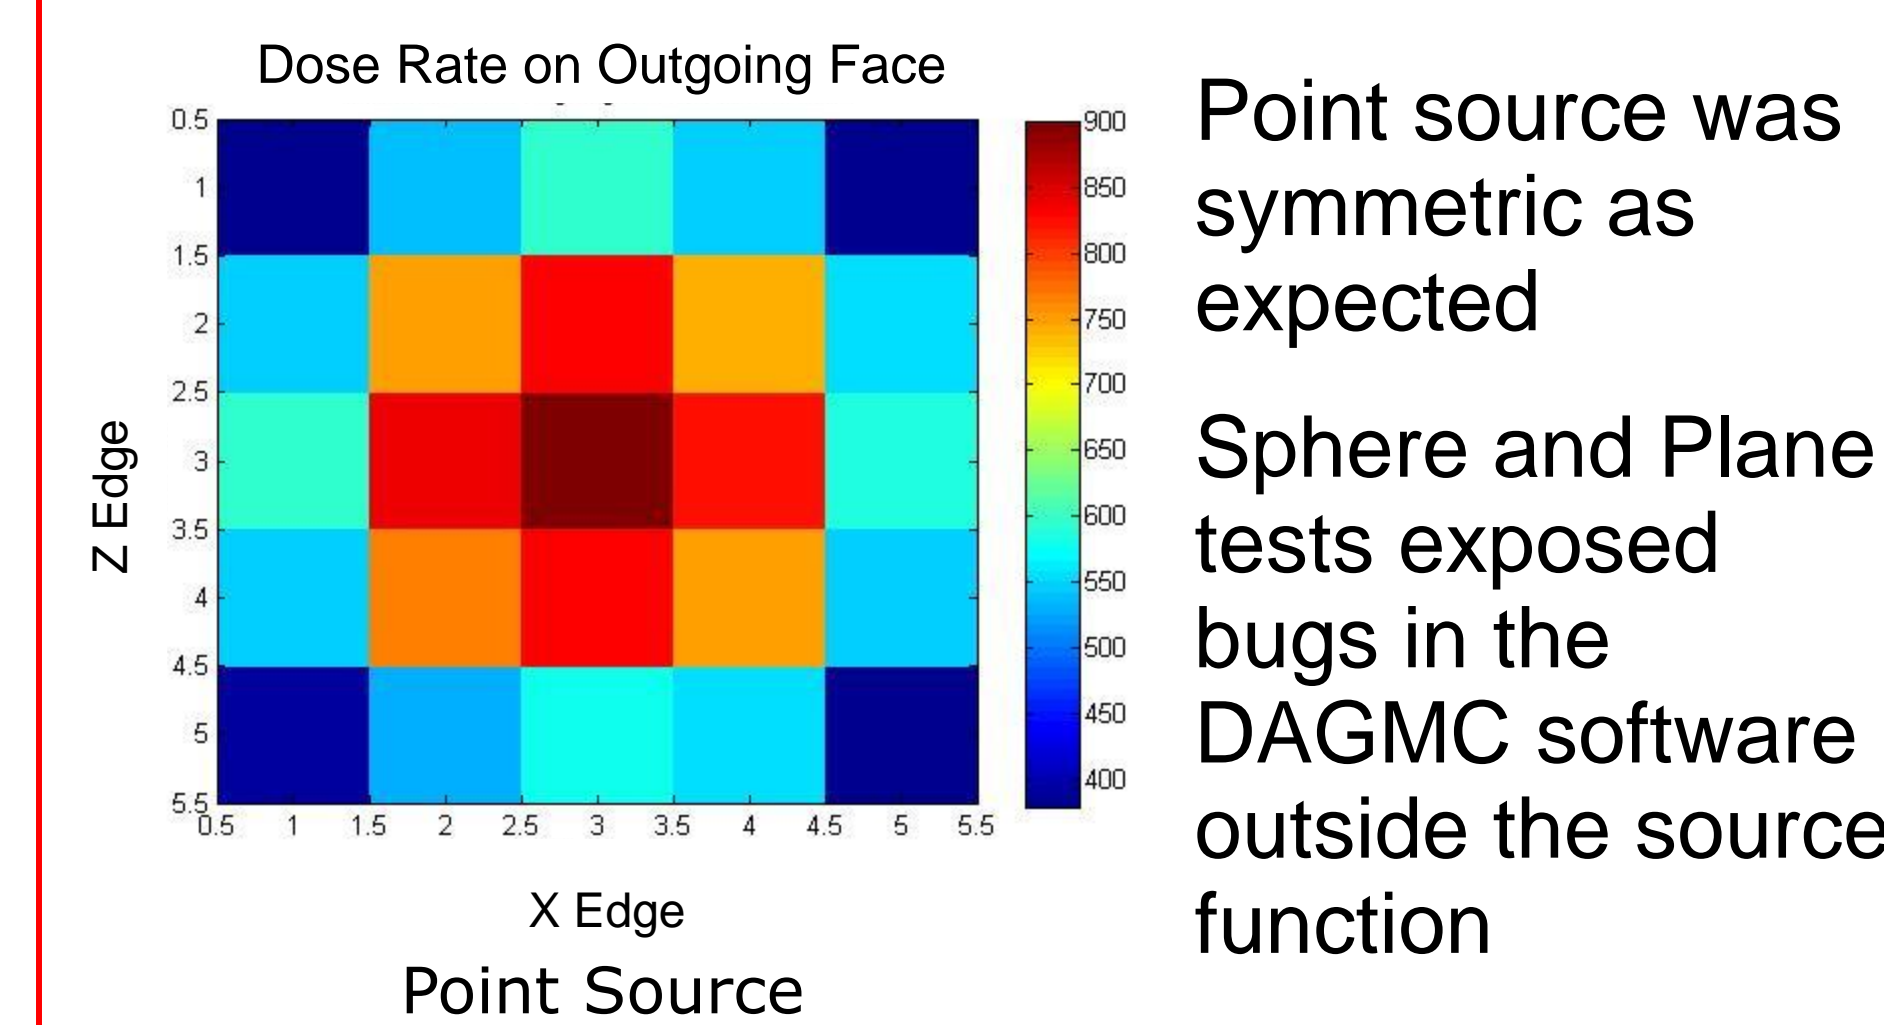 Dose Rate on Outgoing Face
0.5
1
1.5
2
2.5
3
3.5
4
4.5
5
5.5
0.5 1 1.5 2 2.5 3 3.5 4 4.5 5 5.5
900
850
800
750
700
650
600
550
500
450
400
Z Edge
X Edge
Point Source
Point source was
symmetric as
expected
Sphere and Plane
tests exposed
bugs in the
DAGMC software
outside the source
function